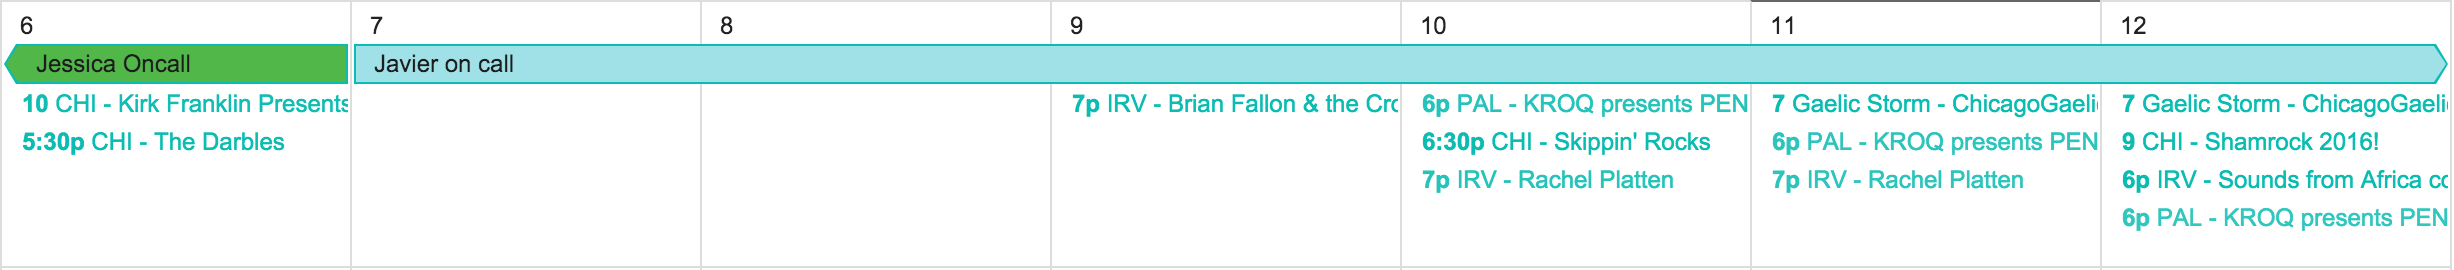 6
7
8
9
10
11
12
Jessica Oncall
Javier on call
10 CHI - Kirk Franklin Presents
5:30p CHI - The Darbles
7p IRV - Brian Fallon & the Cro
6p PAL - KROQ presents PEN
6:30p CHI - Skippin' Rocks
7p IRV - Rachel Platten
7 Gaelic Storm - ChicagoGaeli
6p PAL - KROQ presents PEN
7p IRV - Rachel Platten
7 Gaelic Storm - ChicagoGaeli
9 CHI - Shamrock 2016!
6p IRV - Sounds from Africa co
6p PAL - KROQ presents PEN